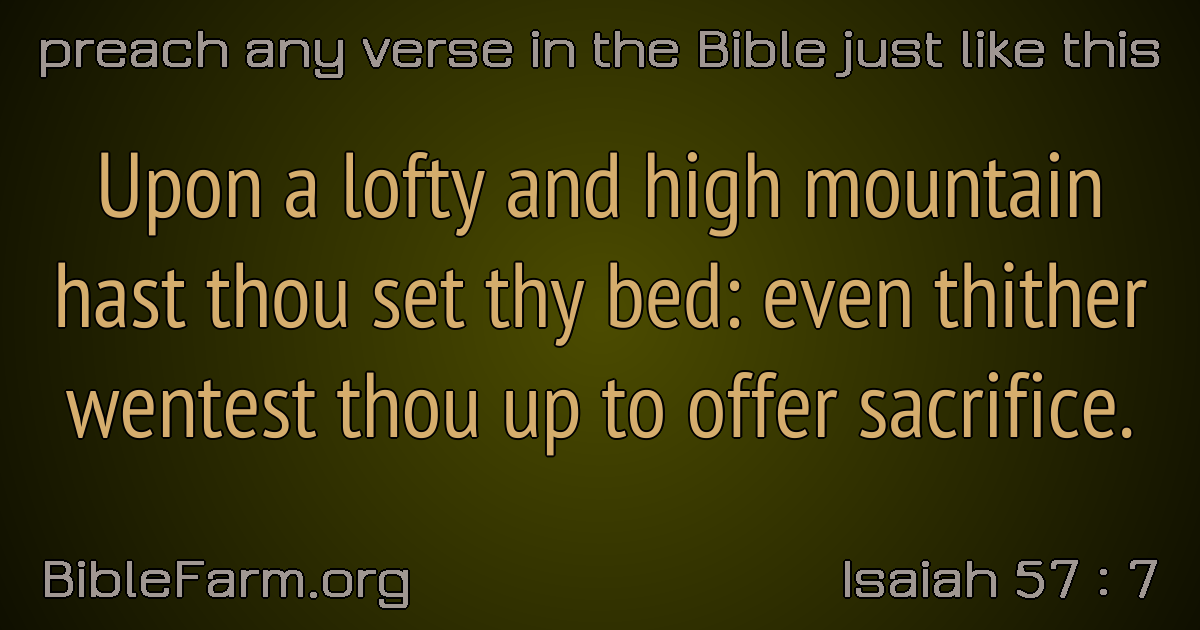 preach any verse in the Bible just like this
Upon a lofty and high mountain
hast thou set thy bed: even thither
wentest thou up to offer sacrifice.
BibleFarm.org
Isaiah 57 : 7